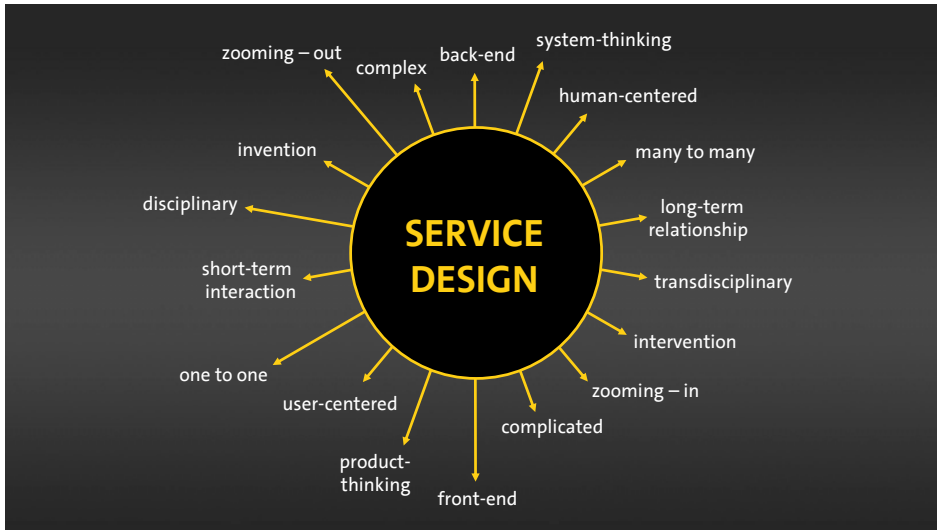 system-thinking
zooming – out
back-end
complex
human-centered
invention
many to many
disciplinary
long-term
relationship
SERVICE
DESIGN
short-term
interaction
transdisciplinary
intervention
one to one
zooming – in
user-centered
complicated
product-
thinking
front-end